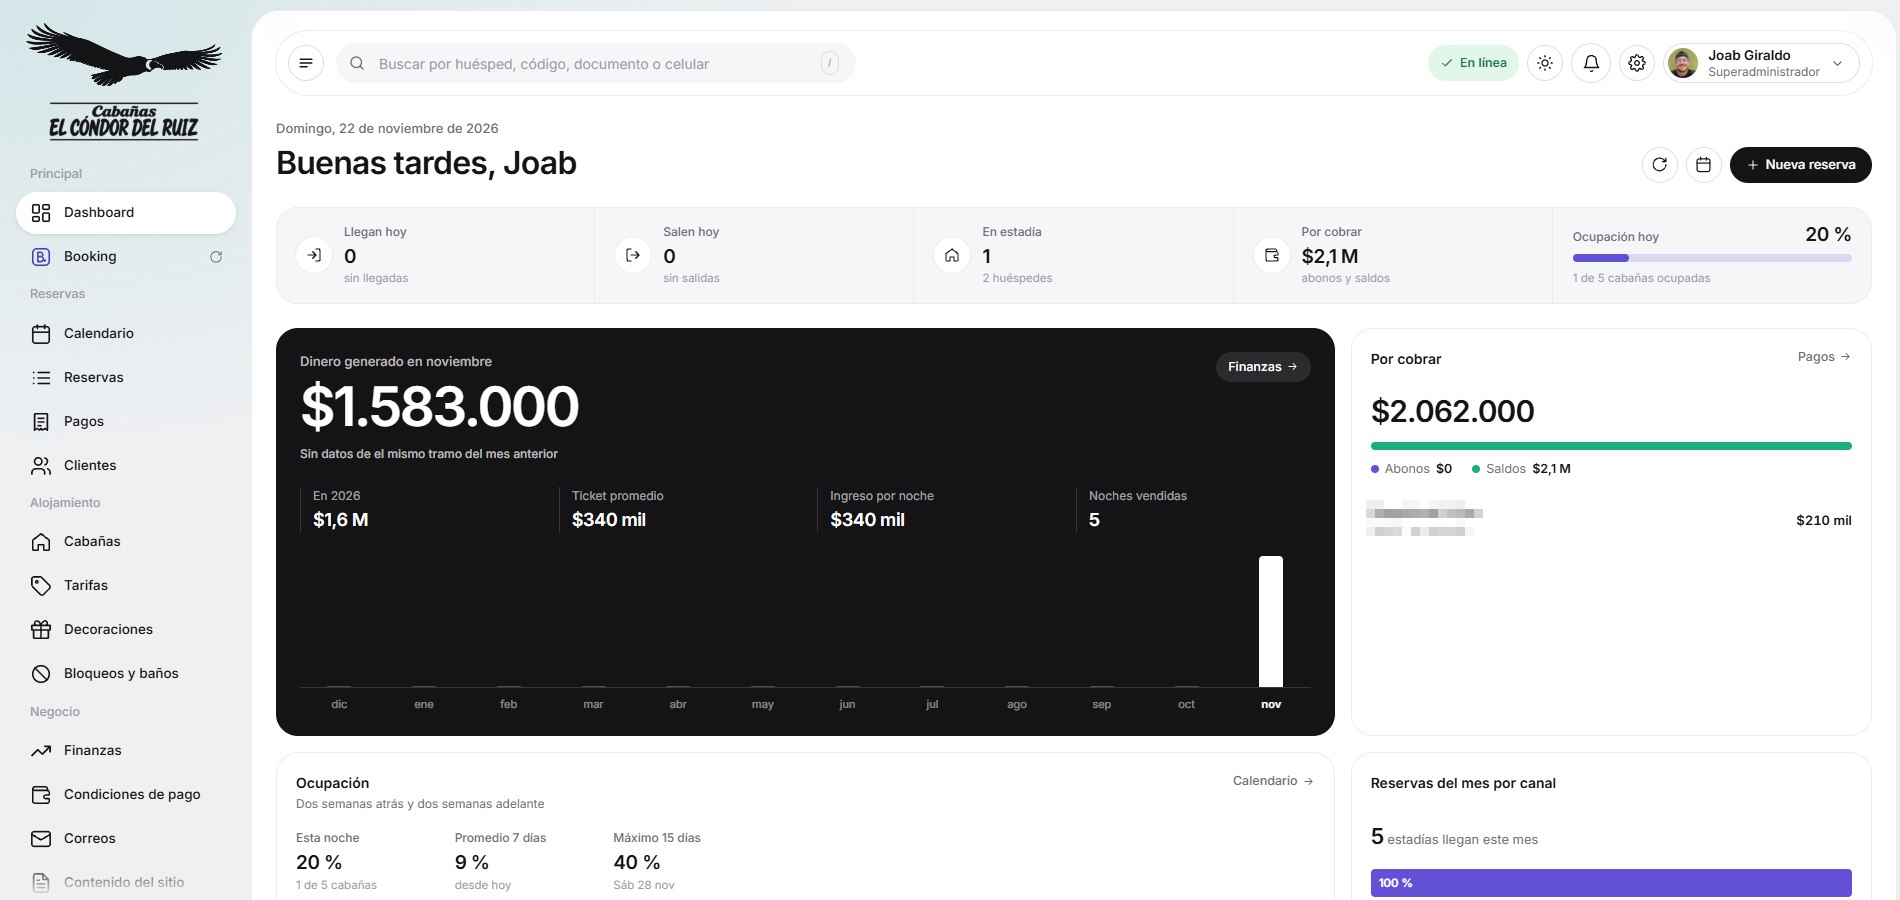 Cabañas
EL CÓNDOR DEL RUIZ
Principal
Dashboard
Booking
Reservas
Calendario
Reservas
Pagos
Clientes
Alojamiento
Cabañas
Tarifas
Decoraciones
Bloqueos y baños
Negocio
Finanzas
Condiciones de pago
Correos
Contenido del sitio
Buscar por huésped, código, documento o celular
/
En línea
Joab Giraldo
Superadministrador
Domingo, 22 de noviembre de 2026
Buenas tardes, Joab
+ Nueva reserva
Llegan hoy
0
sin llegadas
Salen hoy
0
sin salidas
En estadía
1
2 huéspedes
Por cobrar
$2,1 M
abonos y saldos
Ocupación hoy
20 %
1 de 5 cabañas ocupadas
Dinero generado en noviembre
Finanzas →
$1.583.000
Sin datos de el mismo tramo del mes anterior
En 2026
$1,6 M
Ticket promedio
$340 mil
Ingreso por noche
$340 mil
Noches vendidas
5
dic ene feb mar abr may jun jul ago sep oct nov
Por cobrar
Pagos →
$2.062.000
Abonos $0 Saldos $2,1 M
$210 mil
Ocupación
Calendario →
Dos semanas atrás y dos semanas adelante
Esta noche
20 %
1 de 5 cabañas
Promedio 7 días
9 %
desde hoy
Máximo 15 días
40 %
Sáb 28 nov
Reservas del mes por canal
5 estadías llegan este mes
100 %